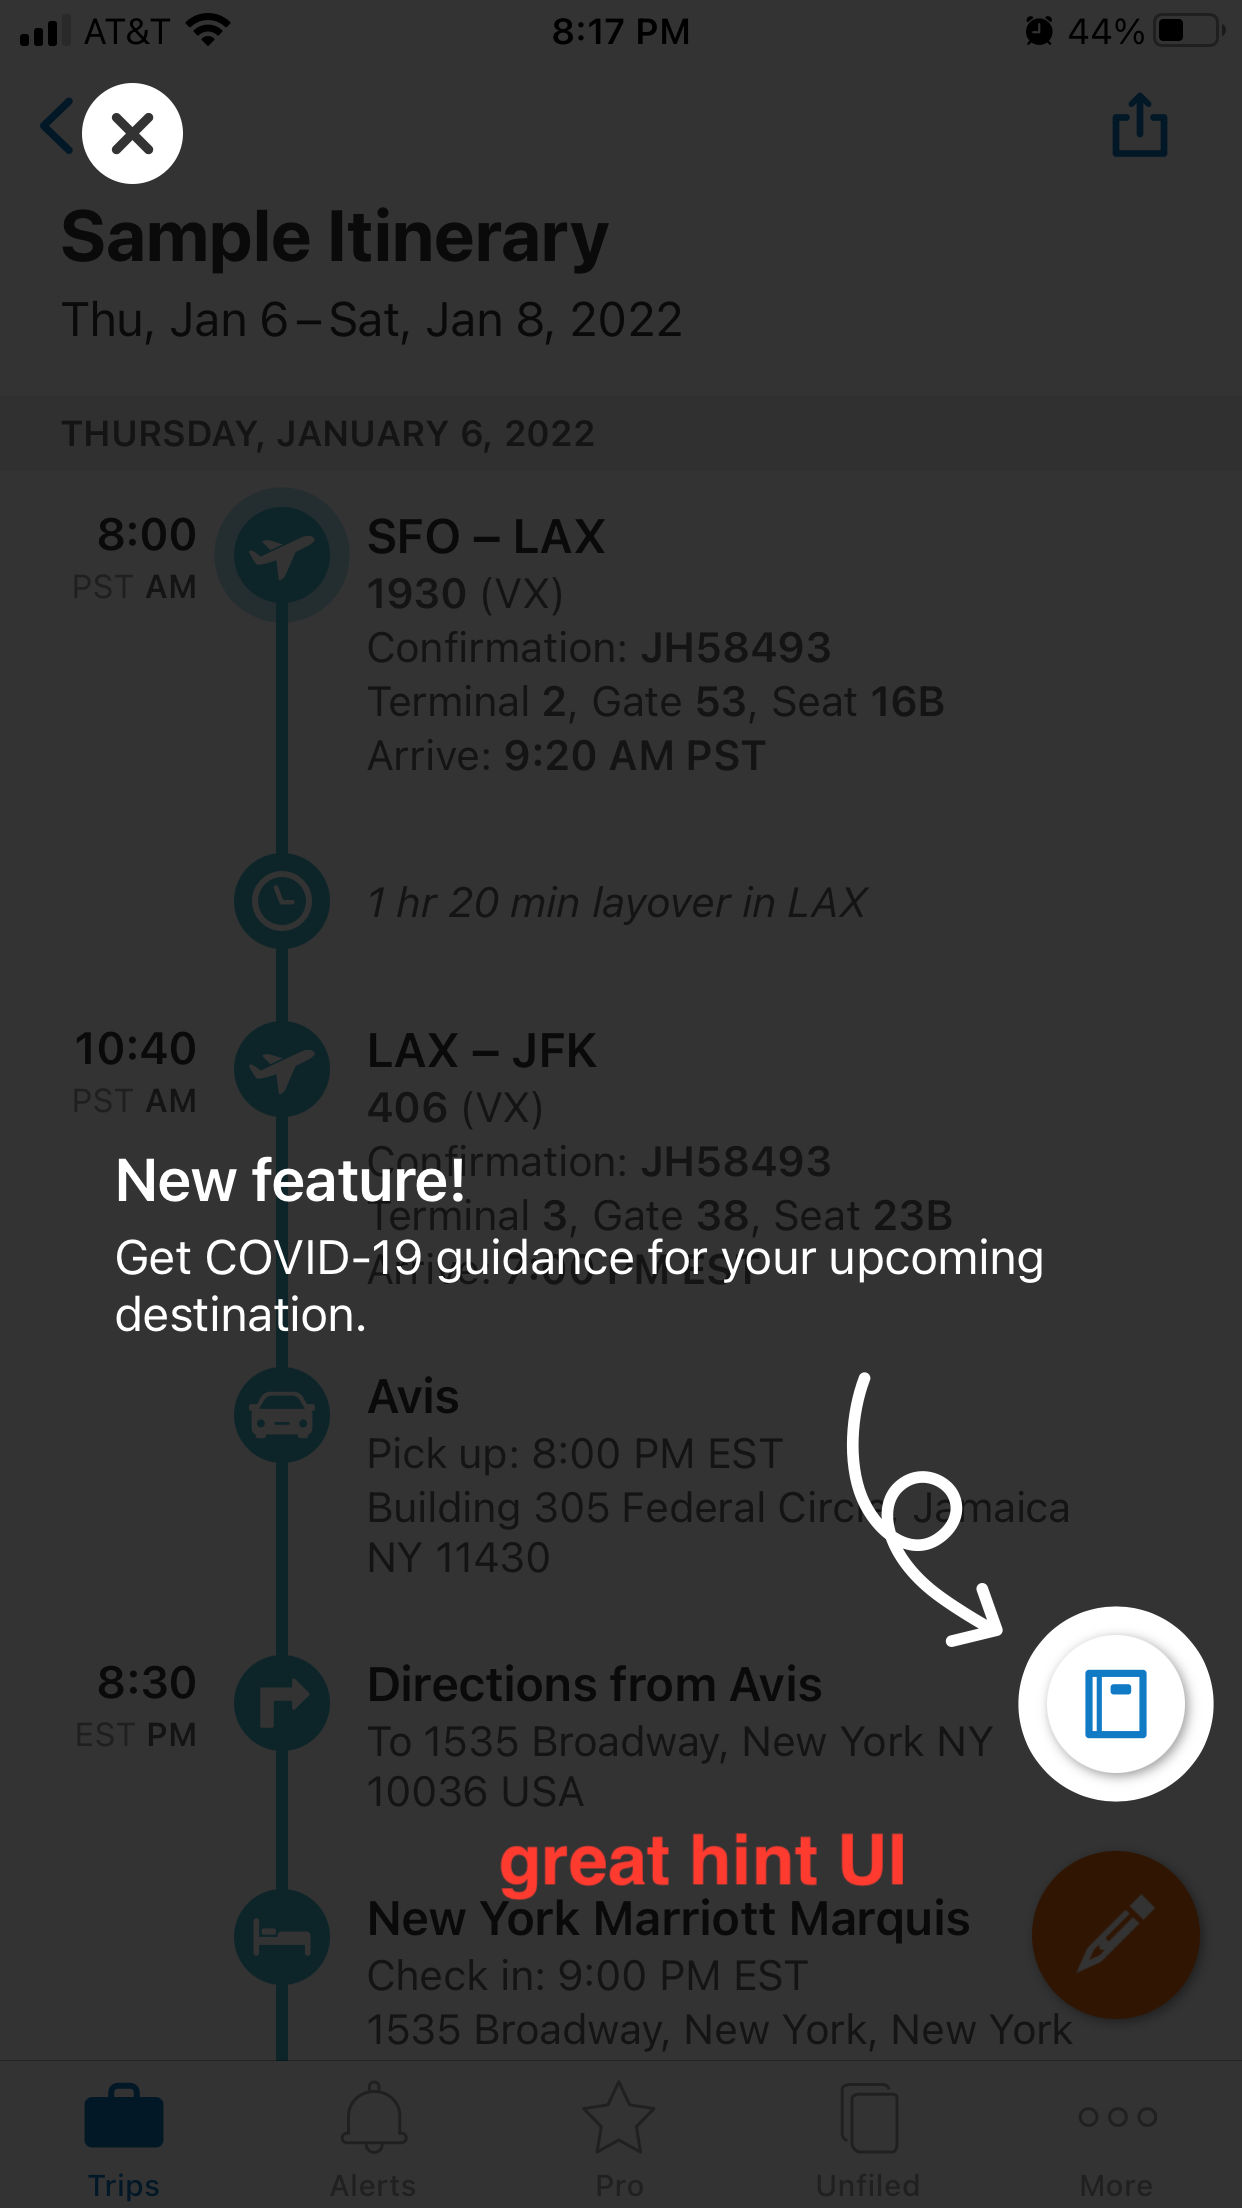 AT&T 8:17 PM 44%
Sample Itinerary
Thu, Jan 6 – Sat, Jan 8, 2022
THURSDAY, JANUARY 6, 2022
8:00
PST AM
SFO – LAX
1930 (VX)
Confirmation: JH58493
Terminal 2, Gate 53, Seat 16B
Arrive: 9:20 AM PST
1 hr 20 min layover in LAX
10:40
PST AM
LAX – JFK
406 (VX)
Confirmation: JH58493
Terminal 3, Gate 38, Seat 23B
Arrive: 7:00 PM EST
New feature!
Get COVID-19 guidance for your upcoming
destination.
Avis
Pick up: 8:00 PM EST
Building 305 Federal Circle, Jamaica
NY 11430
8:30
EST PM
Directions from Avis
To 1535 Broadway, New York NY
10036 USA
great hint UI
New York Marriott Marquis
Check in: 9:00 PM EST
1535 Broadway, New York, New York
Trips Alerts Pro Unfiled More